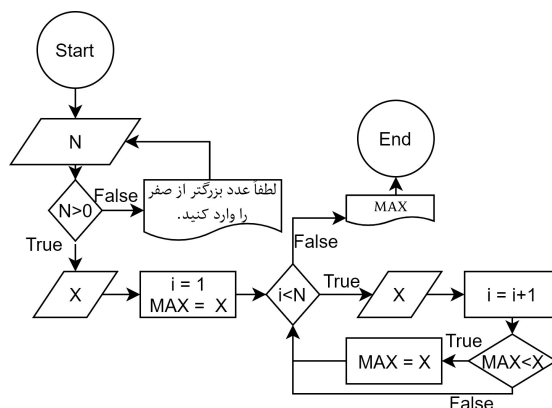 Start
N
N>0
False
لطفاً عدد بزرگتر از صفر
را وارد کنید.
True
X
i = 1
MAX = X
i<N
False
MAX
End
True
X
i = i+1
MAX<X
True
MAX = X
False